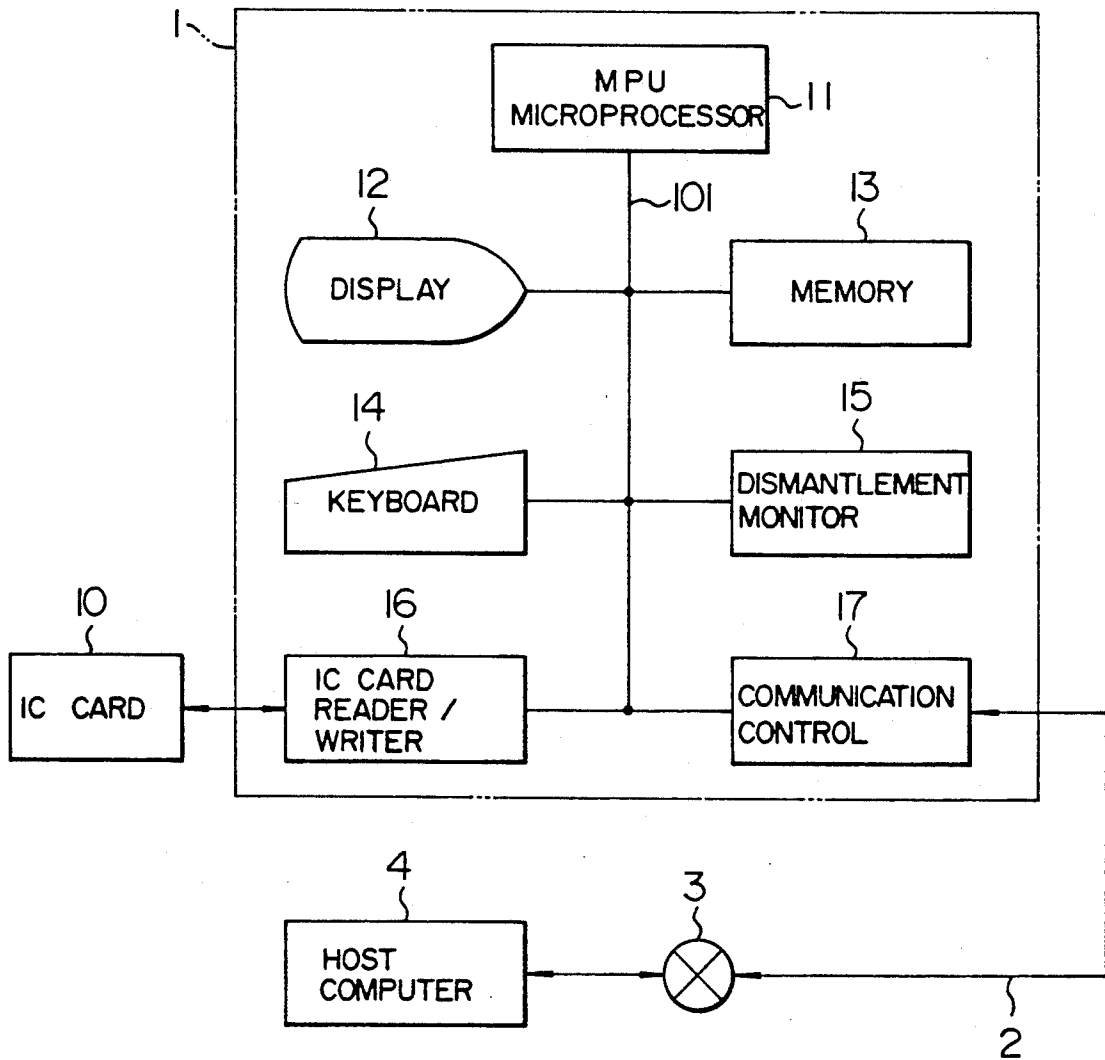 1
MPU
MICROPROCESSOR
11
101
12
DISPLAY
13
MEMORY
14
KEYBOARD
15
DISMANTLEMENT
MONITOR
10
IC CARD
16
IC CARD
READER /
WRITER
17
COMMUNICATION
CONTROL
4
HOST
COMPUTER
3
2